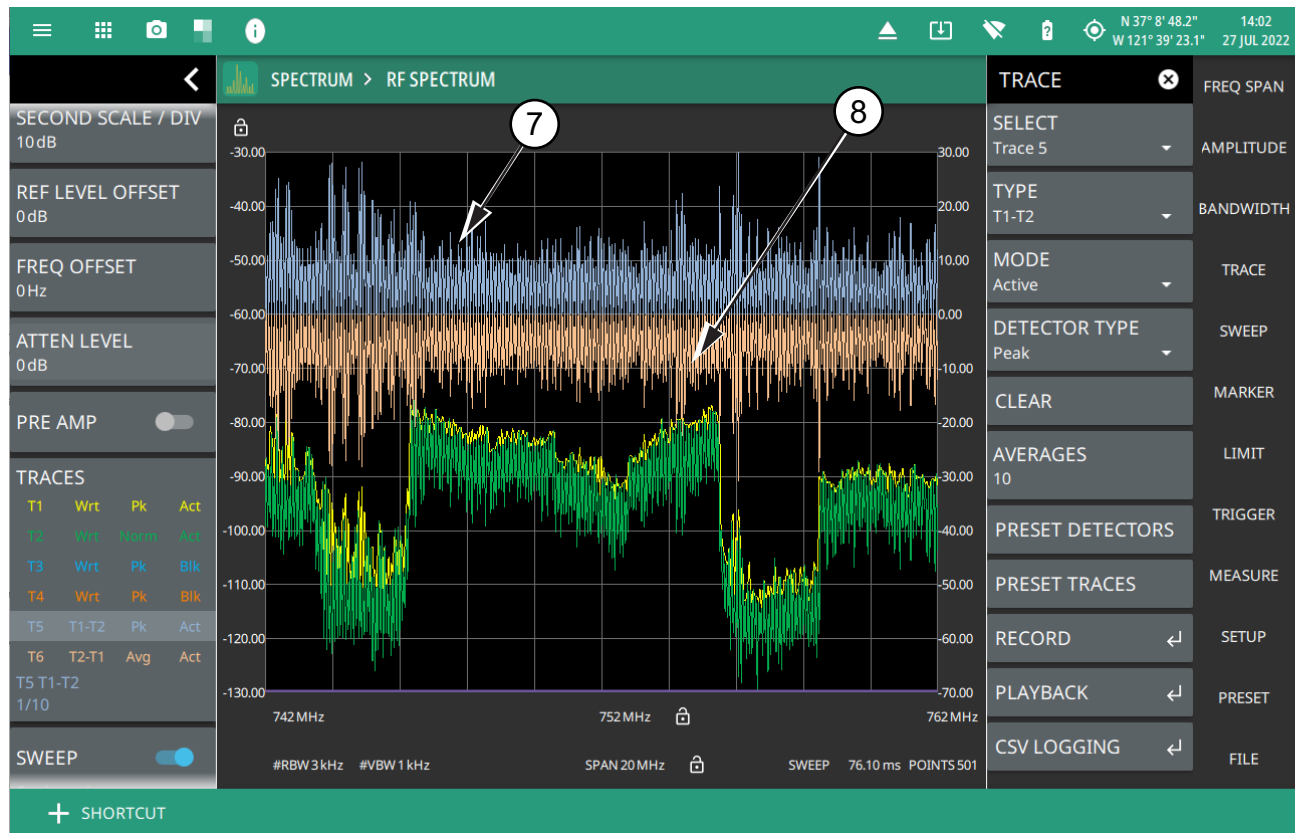 N 37° 8' 48.2" 14:02
W 121° 39' 23.1" 27 JUL 2022
SPECTRUM > RF SPECTRUM
SECOND SCALE / DIV
10 dB
REF LEVEL OFFSET
0 dB
FREQ OFFSET
0 Hz
ATTEN LEVEL
0 dB
PRE AMP
TRACES
T1 Wrt Pk Act
T2 Wrt Norm Act
T3 Wrt Pk Blk
T4 Wrt Pk Blk
T5 T1-T2 Pk Act
T6 T2-T1 Avg Act
T5 T1-T2
1/10
SWEEP
7
8
-30.00 30.00
-40.00 20.00
-50.00 10.00
-60.00 0.00
-70.00 -10.00
-80.00 -20.00
-90.00 -30.00
-100.00 -40.00
-110.00 -50.00
-120.00 -60.00
-130.00 -70.00
742 MHz 752 MHz 762 MHz
#RBW 3 kHz #VBW 1 kHz SPAN 20 MHz SWEEP 76.10 ms POINTS 501
TRACE
SELECT
Trace 5
TYPE
T1-T2
MODE
Active
DETECTOR TYPE
Peak
CLEAR
AVERAGES
10
PRESET DETECTORS
PRESET TRACES
RECORD
PLAYBACK
CSV LOGGING
FREQ SPAN
AMPLITUDE
BANDWIDTH
TRACE
SWEEP
MARKER
LIMIT
TRIGGER
MEASURE
SETUP
PRESET
FILE
+ SHORTCUT